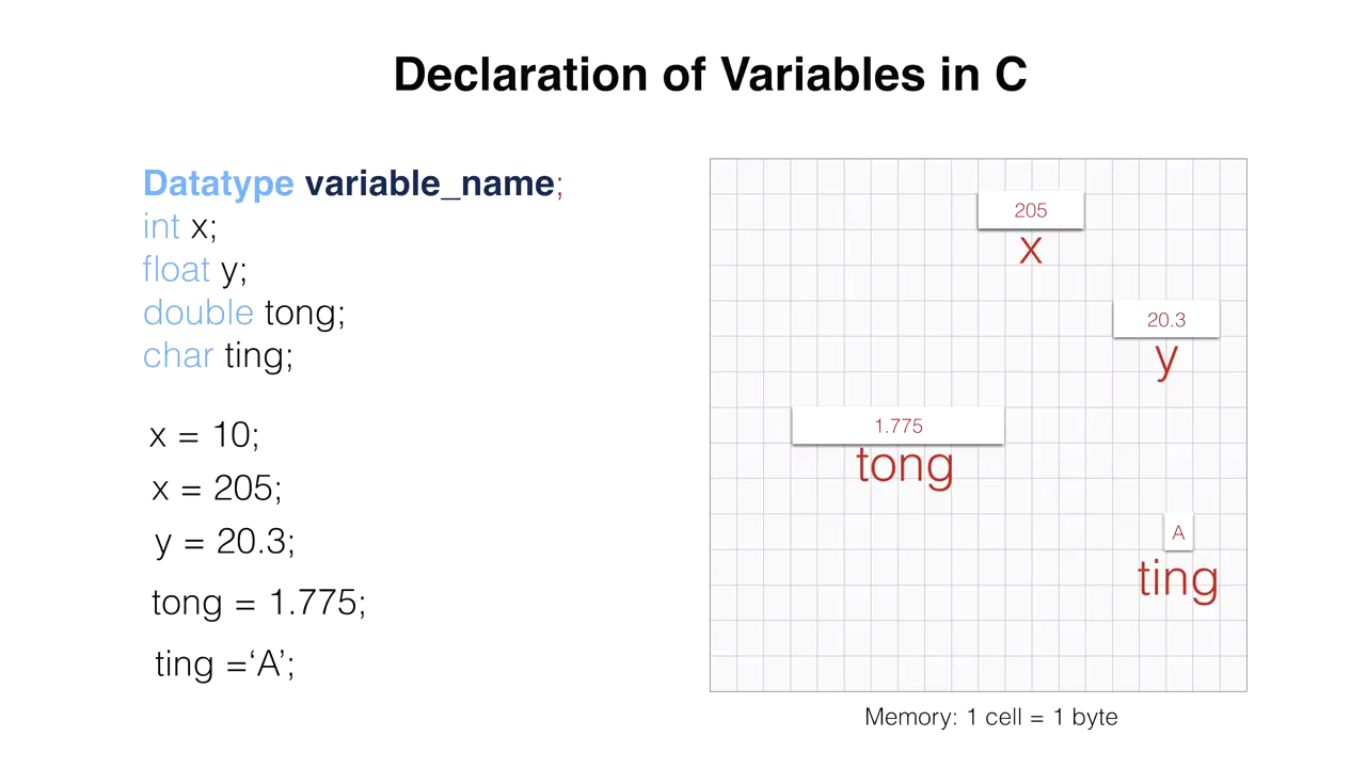 Declaration of Variables in C
Datatype variable_name;
int x;
float y;
double tong;
char ting;
x = 10;
x = 205;
y = 20.3;
tong = 1.775;
ting =‘A’;
205
x
20.3
y
1.775
tong
A
ting
Memory: 1 cell = 1 byte